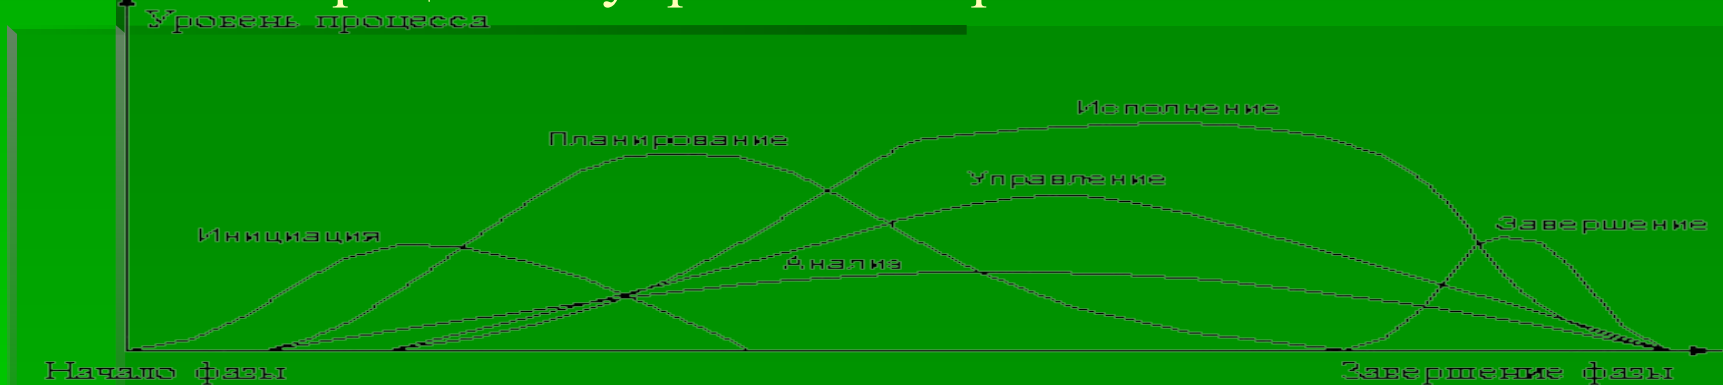 Уровень процесса
Исполнение
Планирование
Управление
Завершение
Инициация
Анализ
Начало фазы
Завершение фазы